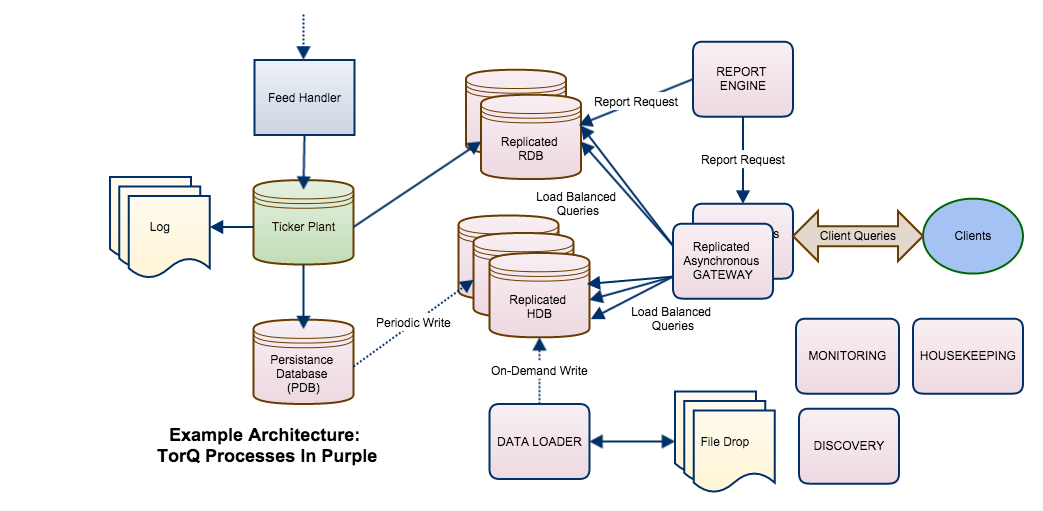 Feed Handler
REPORT
ENGINE
Report Request
Replicated
RDB
Report Request
Load Balanced
Queries
Log
Ticker Plant
Replicated
Asynchronous
GATEWAY
s
Client Queries
Clients
Replicated
HDB
Load Balanced
Queries
Periodic Write
Persistance
Database
(PDB)
MONITORING
HOUSEKEEPING
On-Demand Write
Example Architecture:
TorQ Processes In Purple
DATA LOADER
File Drop
DISCOVERY